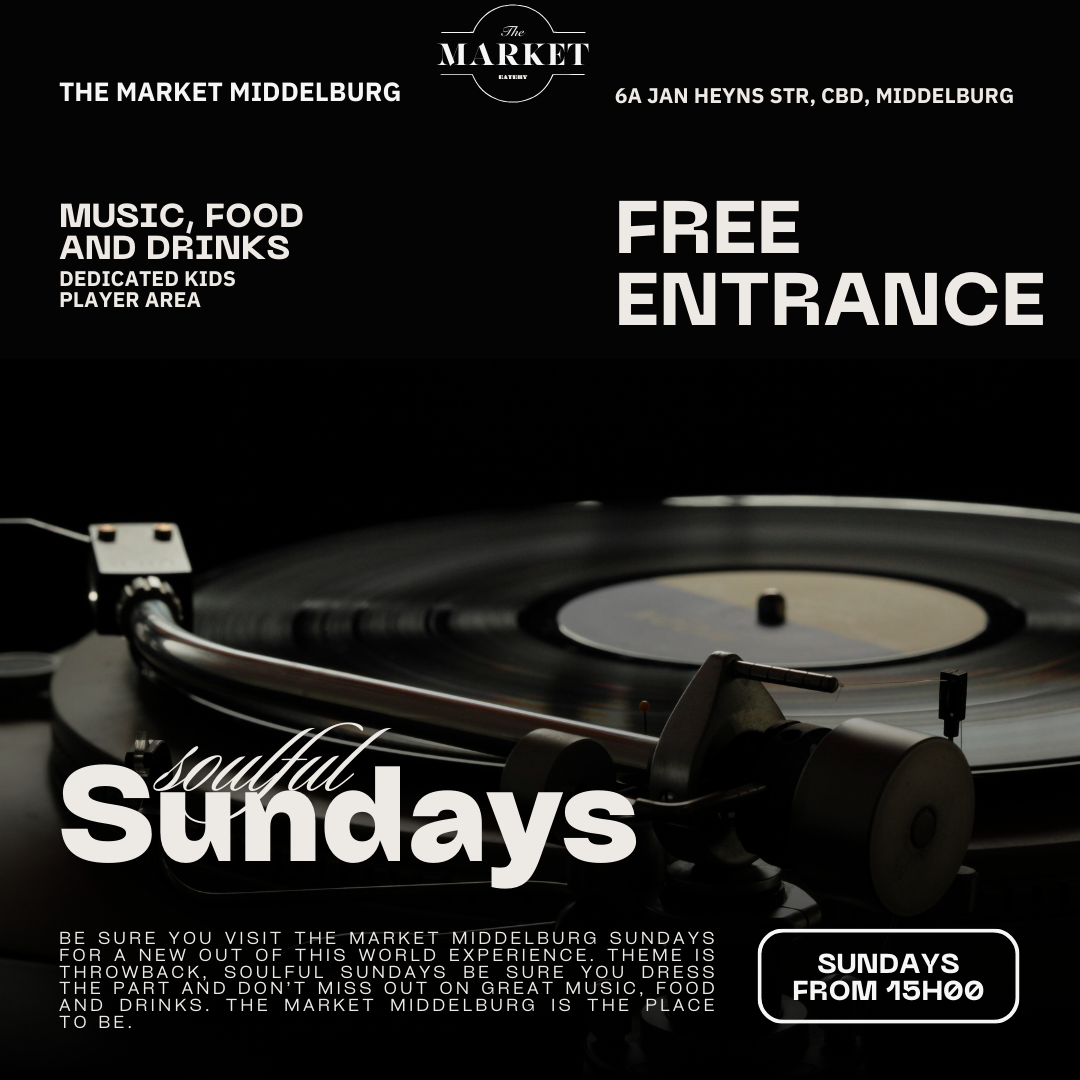 The
MARKET
EATERY
THE MARKET MIDDELBURG
6A JAN HEYNS STR, CBD, MIDDELBURG
MUSIC, FOOD
AND DRINKS
DEDICATED KIDS
PLAYER AREA
FREE
ENTRANCE
soulful
Sundays
BE SURE YOU VISIT THE MARKET MIDDELBURG SUNDAYS
FOR A NEW OUT OF THIS WORLD EXPERIENCE. THEME IS
THROWBACK, SOULFUL SUNDAYS BE SURE YOU DRESS
THE PART AND DON'T MISS OUT ON GREAT MUSIC, FOOD
AND DRINKS. THE MARKET MIDDELBURG IS THE PLACE
TO BE.
SUNDAYS
FROM 15H00